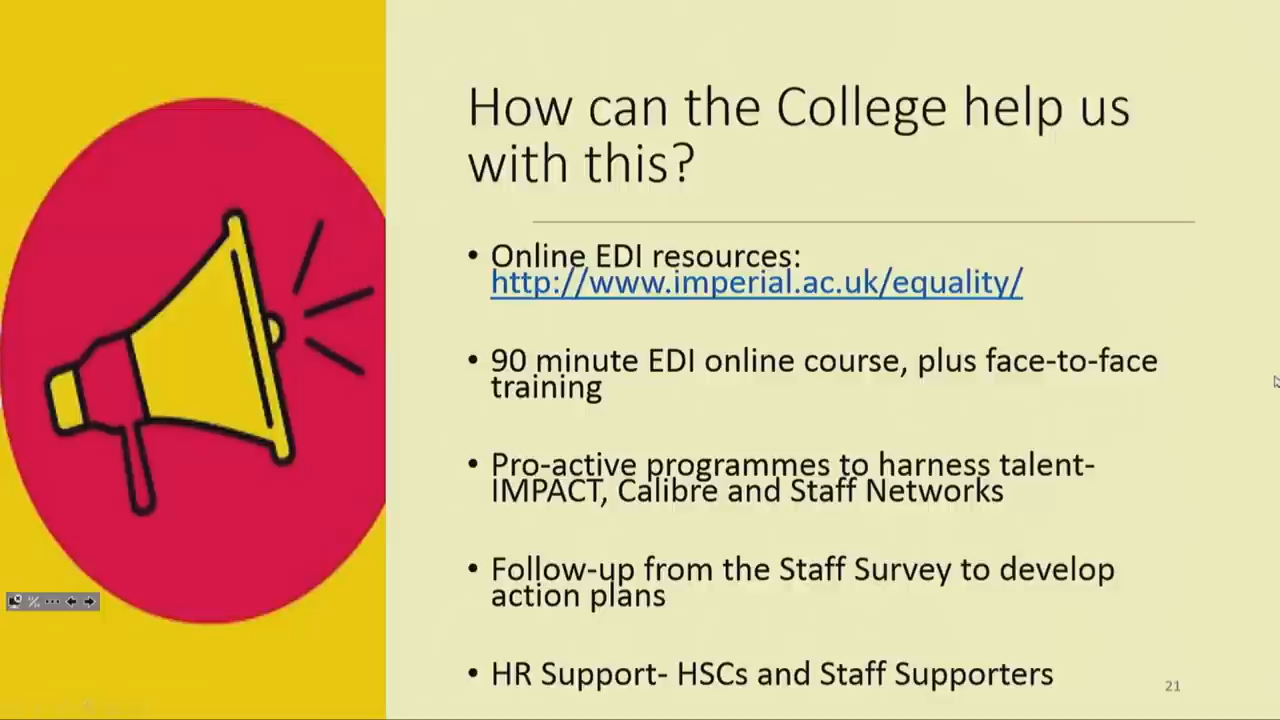 How can the College help us
with this?
• Online EDI resources:
http://www.imperial.ac.uk/equality/
• 90 minute EDI online course, plus face-to-face
training
• Pro-active programmes to harness talent-
IMPACT, Calibre and Staff Networks
• Follow-up from the Staff Survey to develop
action plans
• HR Support- HSCs and Staff Supporters
21